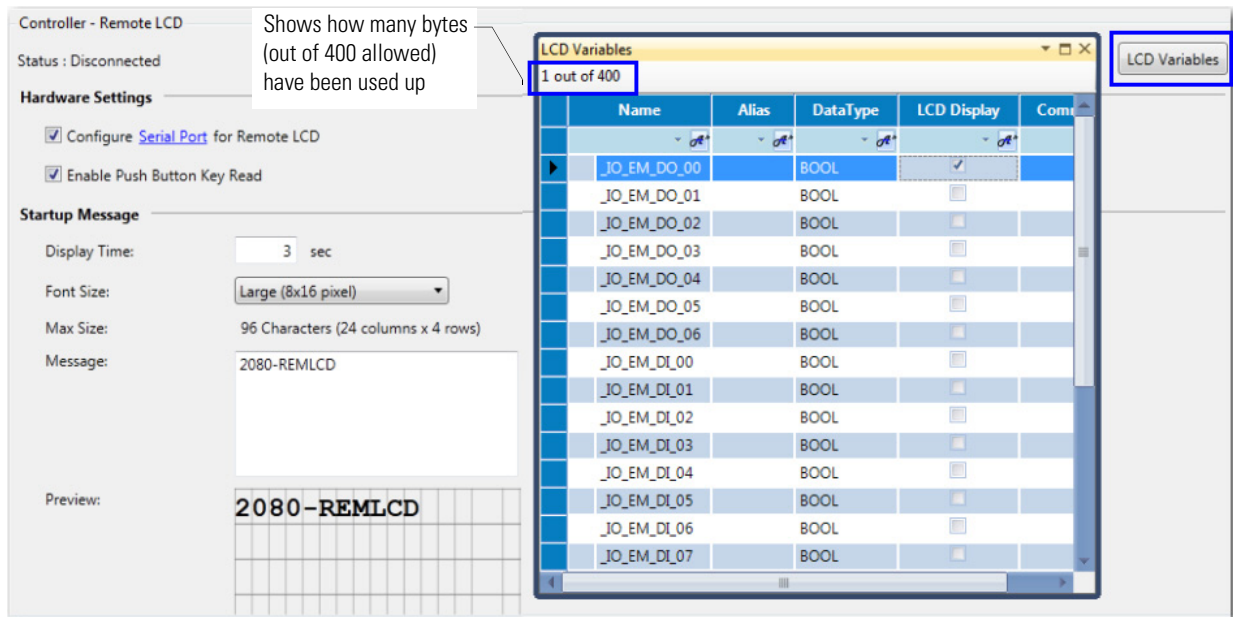 Controller - Remote LCD
Shows how many bytes
(out of 400 allowed)
have been used up
Status : Disconnected
Hardware Settings
Configure Serial Port for Remote LCD
Enable Push Button Key Read
Startup Message
Display Time: 3 sec
Font Size: Large (8x16 pixel)
Max Size: 96 Characters (24 columns x 4 rows)
Message: 2080-REMLCD
Preview: 2080-REMLCD
LCD Variables
1 out of 400
Name Alias DataType LCD Display
_IO_EM_DO_00 BOOL
_IO_EM_DO_01 BOOL
_IO_EM_DO_02 BOOL
_IO_EM_DO_03 BOOL
_IO_EM_DO_04 BOOL
_IO_EM_DO_05 BOOL
_IO_EM_DO_06 BOOL
_IO_EM_DI_00 BOOL
_IO_EM_DI_01 BOOL
_IO_EM_DI_02 BOOL
_IO_EM_DI_03 BOOL
_IO_EM_DI_04 BOOL
_IO_EM_DI_05 BOOL
_IO_EM_DI_06 BOOL
_IO_EM_DI_07 BOOL
LCD Variables